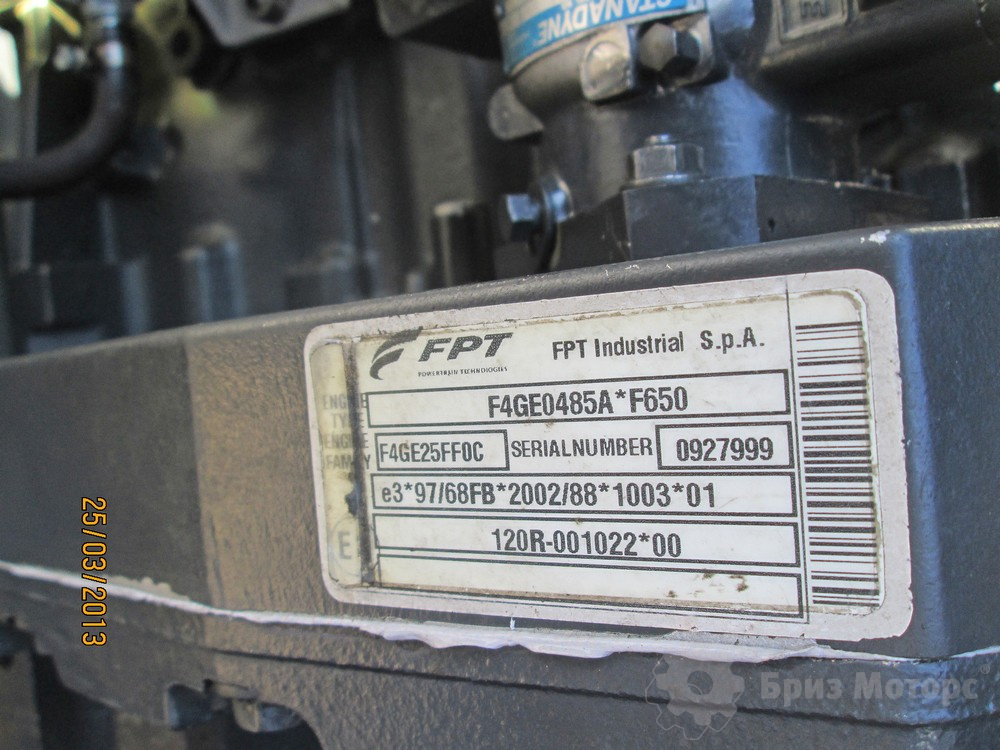 STANADYNE
FPT
POWERTRAIN TECHNOLOGIES
FPT Industrial S.p.A.
ENGINE TYPE
F4GE0485A*F650
ENGINE FAMILY
F4GE25FF0C
SERIALNUMBER
0927999
e3*97/68FB*2002/88*1003*01
E
120R-001022*00
25/03/2013
Бриз Моторс®